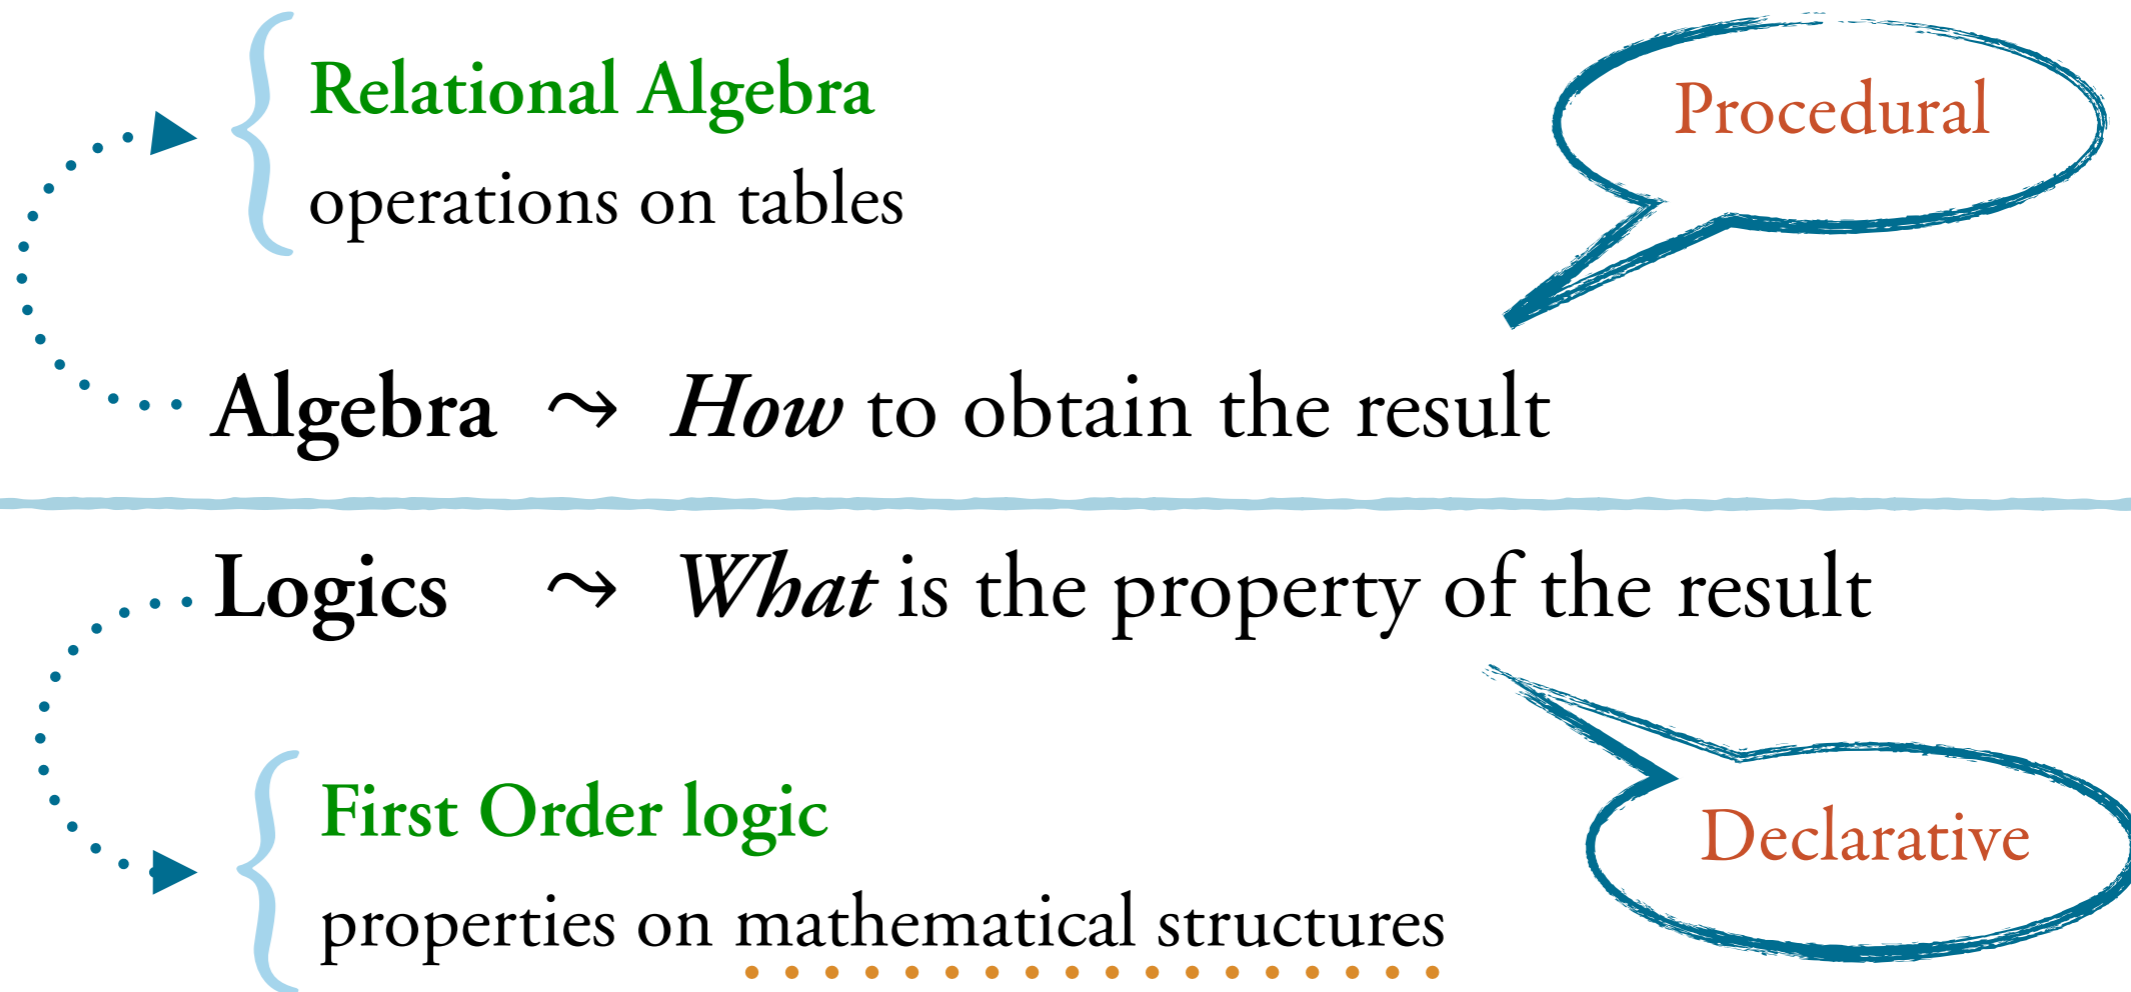 Relational Algebra
operations on tables
Procedural
Algebra ⤳ How to obtain the result
Logics ⤳ What is the property of the result
First Order logic
properties on mathematical structures
Declarative